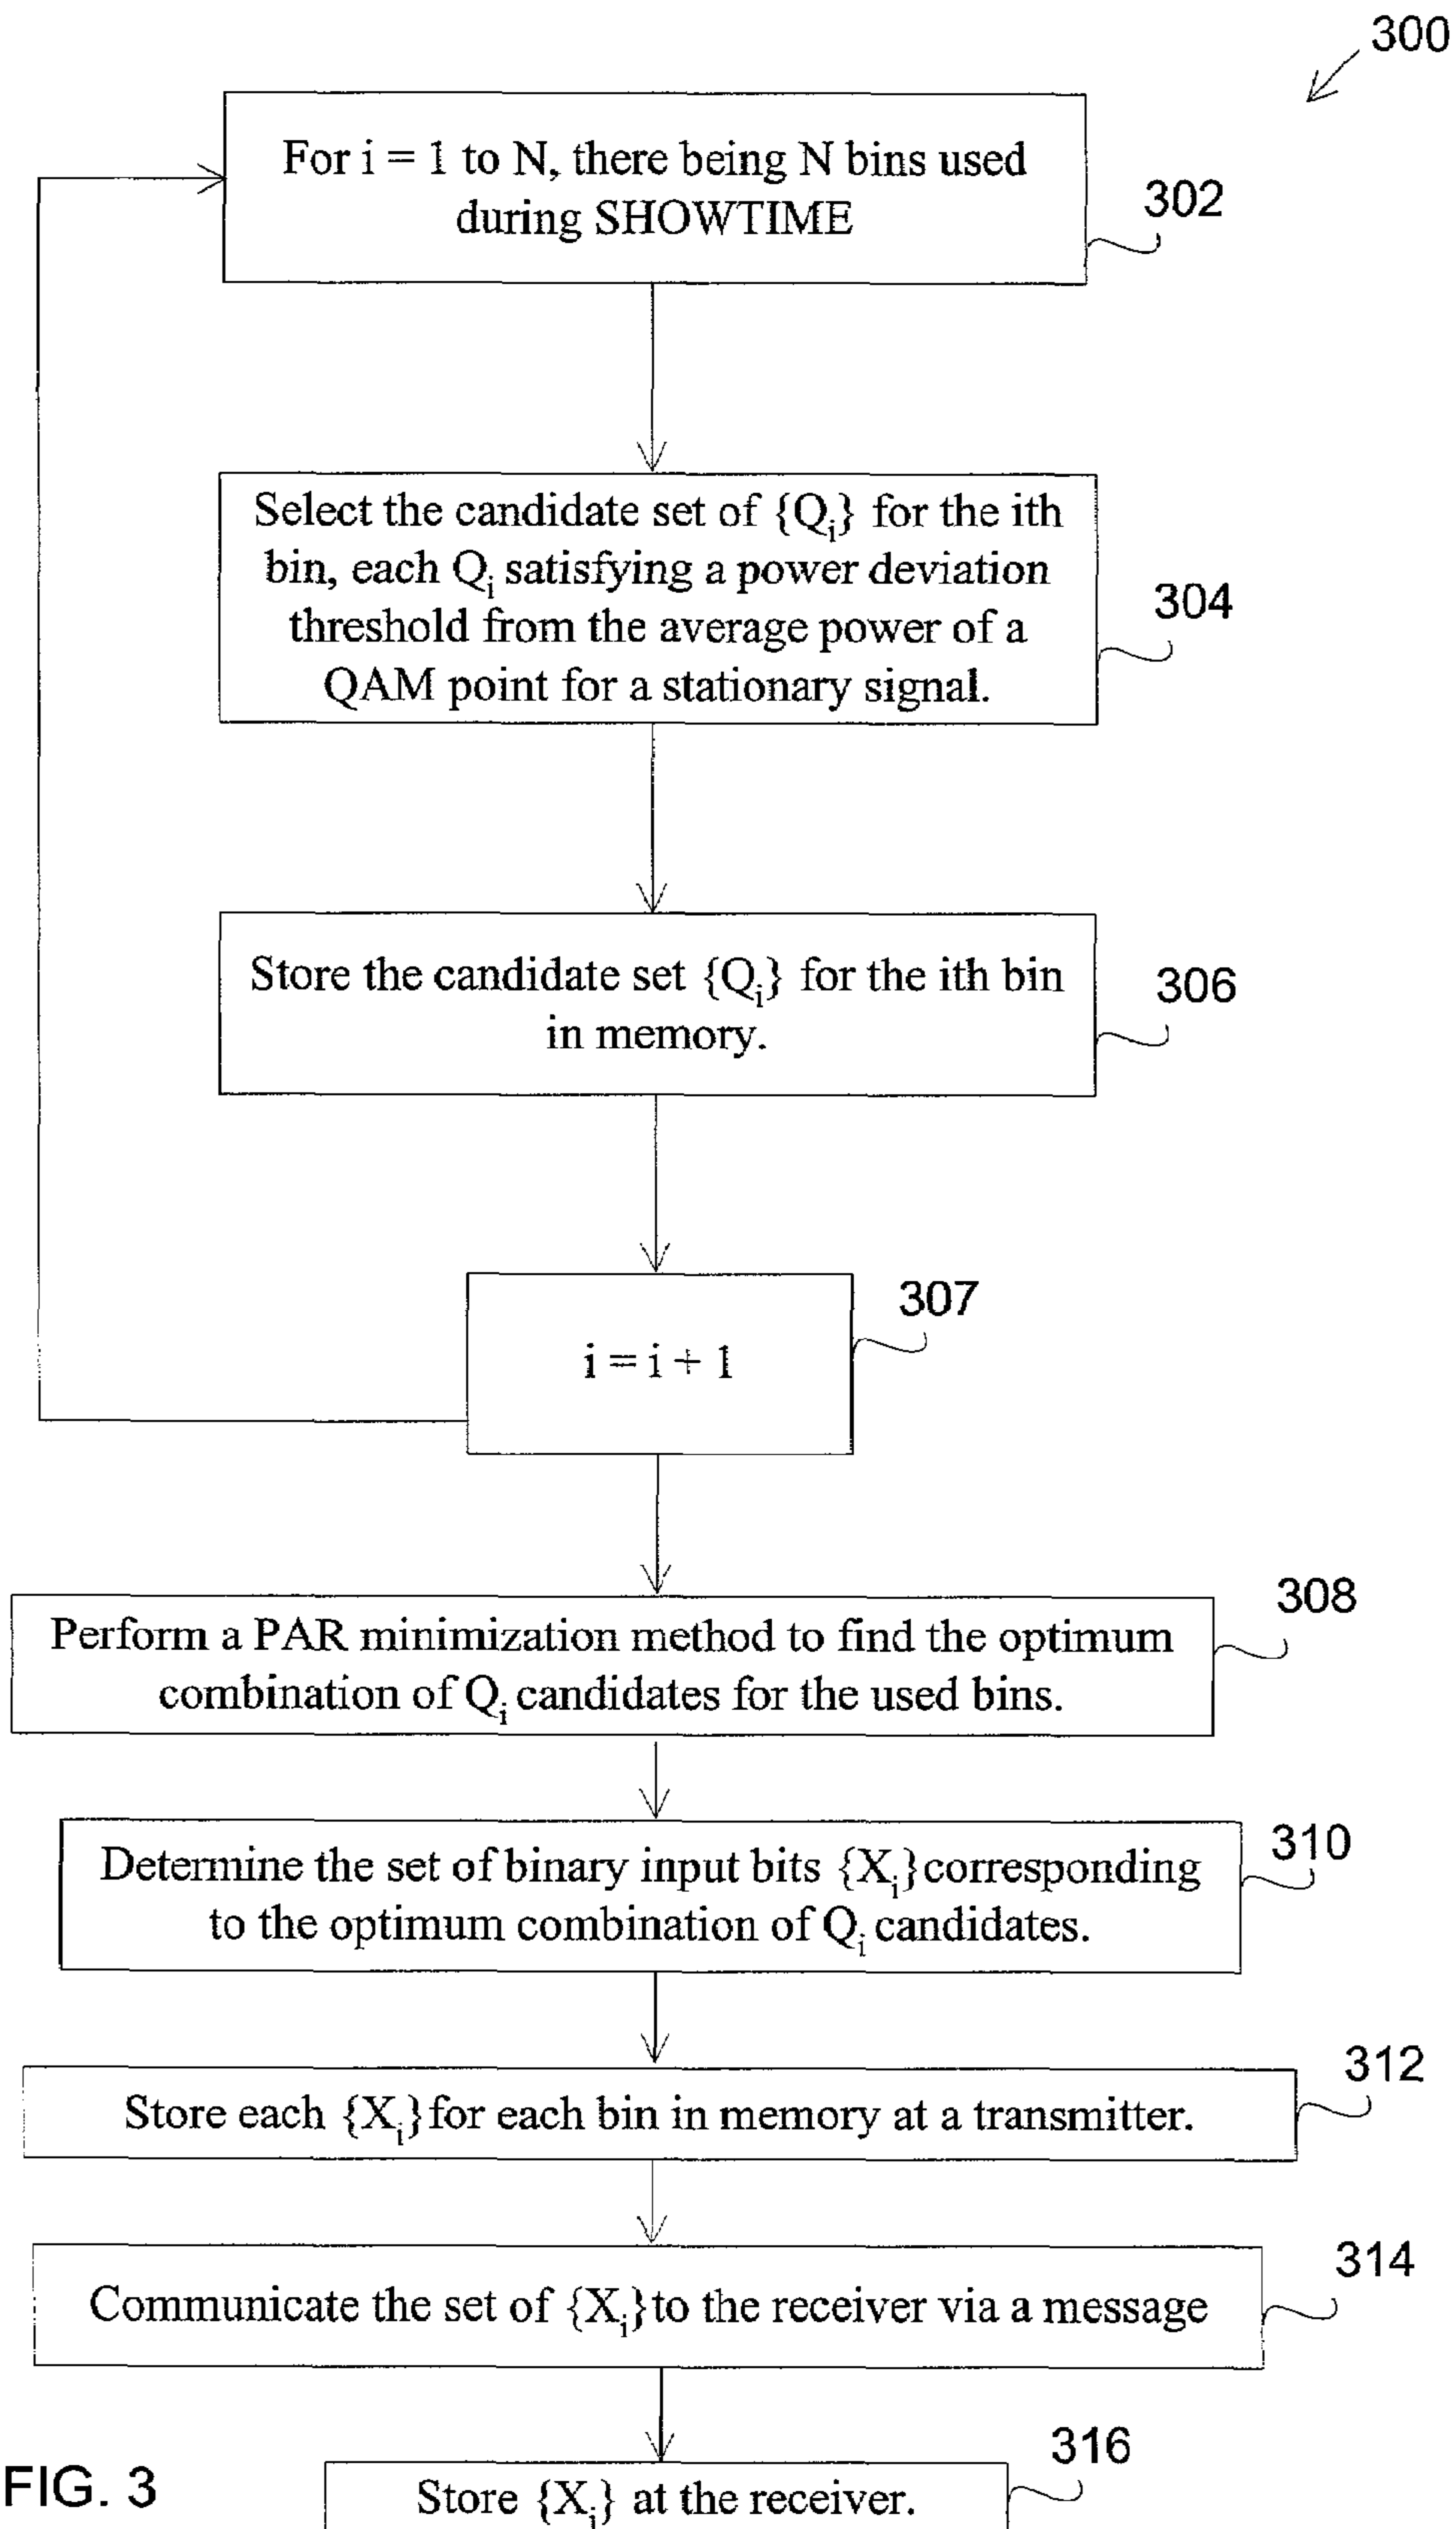 300
For i = 1 to N, there being N bins used
during SHOWTIME
302
Select the candidate set of {Qi} for the ith
bin, each Qi satisfying a power deviation
threshold from the average power of a
QAM point for a stationary signal.
304
Store the candidate set {Qi} for the ith bin
in memory.
306
i = i + 1
307
Perform a PAR minimization method to find the optimum
combination of Qi candidates for the used bins.
308
Determine the set of binary input bits {Xi} corresponding
to the optimum combination of Qi candidates.
310
Store each {Xi} for each bin in memory at a transmitter.
312
Communicate the set of {Xi} to the receiver via a message
314
Store {Xi} at the receiver.
316
FIG. 3